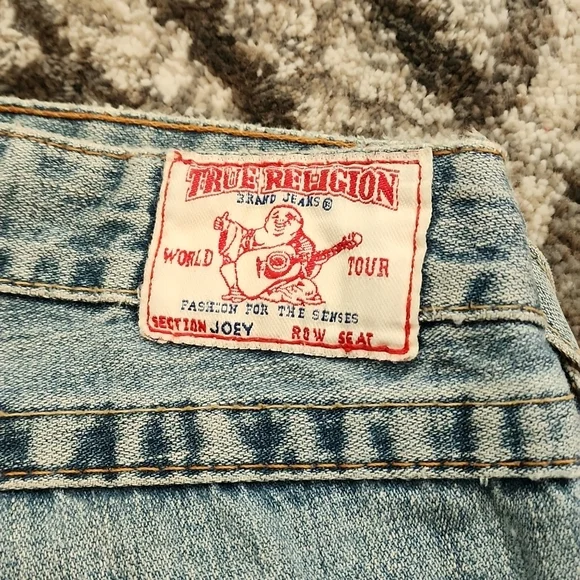 TRUE RELIGION
BRAND JEANS®
WORLD TOUR
FASHION FOR THE SENSES
SECTION JOEY ROW SEAT